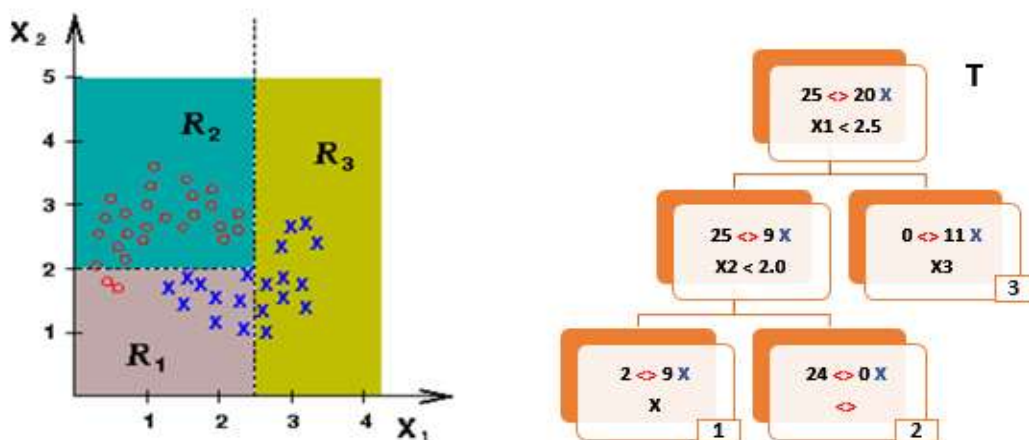 X2
5
4
3
2
1
R2
R3
R1
1
2
3
4
X1
T
25 <> 20 X
X1 < 2.5
25 <> 9 X
X2 < 2.0
0 <> 11 X
X3
3
2 <> 9 X
X
1
24 <> 0 X
<>
2